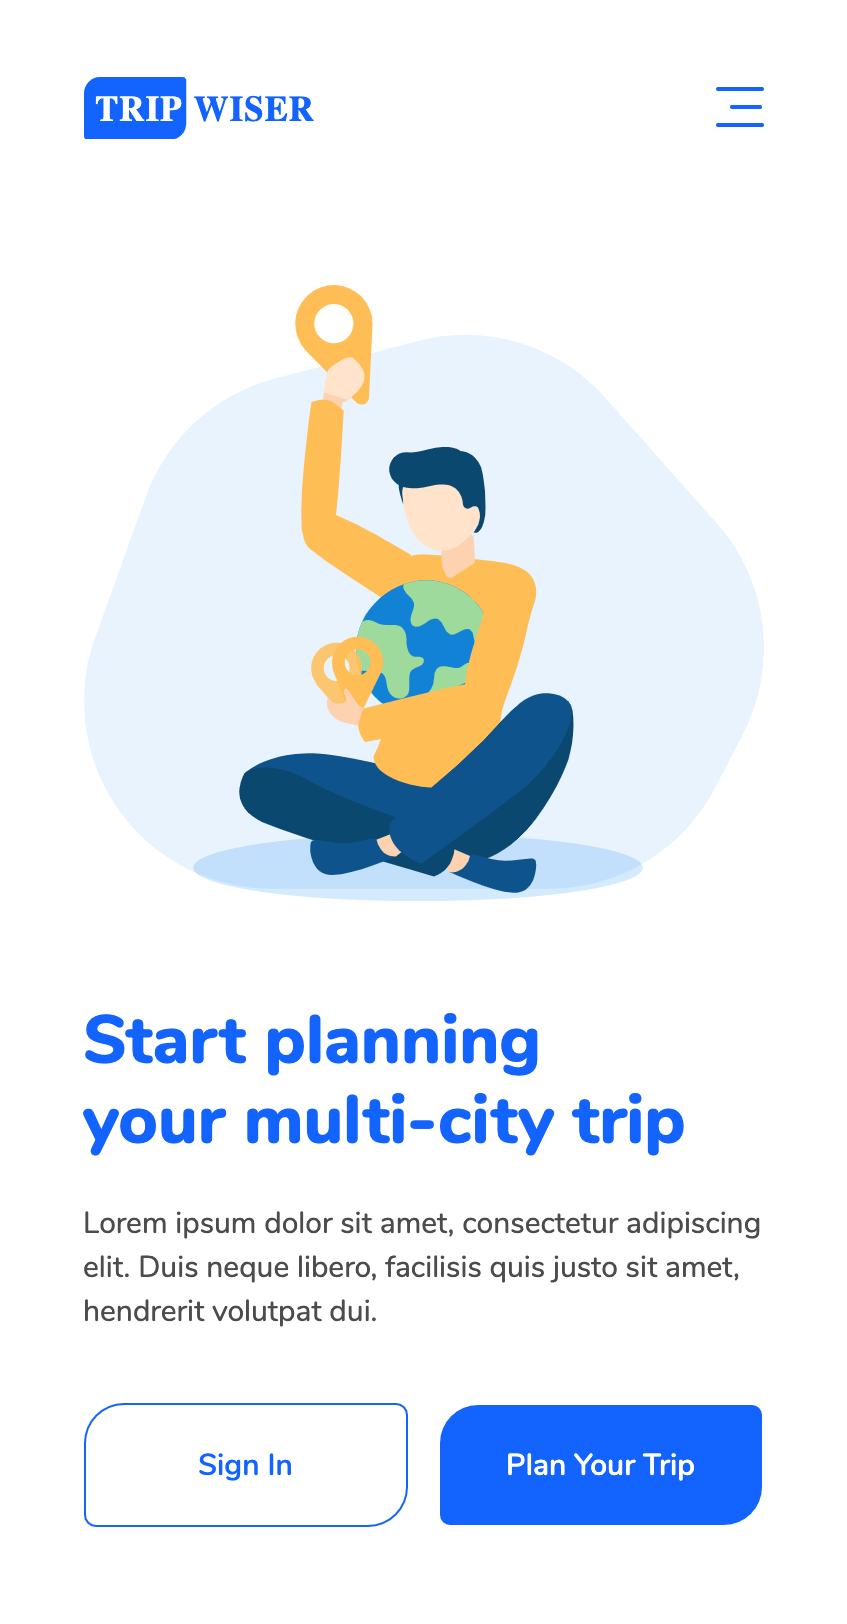 TRIP WISER
Start planning
your multi-city trip
Lorem ipsum dolor sit amet, consectetur adipiscing
elit. Duis neque libero, facilisis quis justo sit amet,
hendrerit volutpat dui.
Sign In
Plan Your Trip